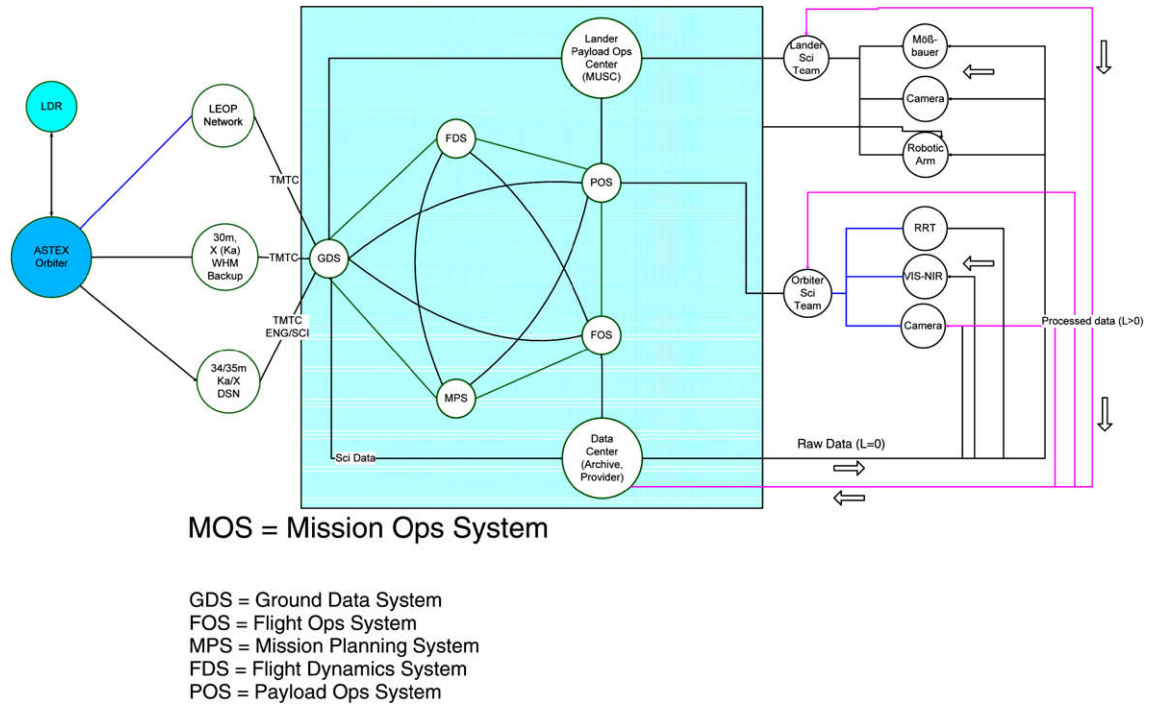 LDR
ASTEX
Orbiter
LEOP
Network
30m,
X (Ka)
WHM
Backup
34/35m
Ka/X
DSN
TMTC
TMTC
TMTC
ENG/SCI
GDS
FDS
MPS
Lander
Payload Ops
Center
(MUSC)
POS
FOS
Data
Center
(Archive,
Provider)
Sci Data
Lander
Sci
Team
Möß-
bauer
Camera
Robotic
Arm
Orbiter
Sci
Team
RRT
VIS-NIR
Camera
Processed data (L>0)
Raw Data (L=0)
MOS = Mission Ops System
GDS = Ground Data System
FOS = Flight Ops System
MPS = Mission Planning System
FDS = Flight Dynamics System
POS = Payload Ops System